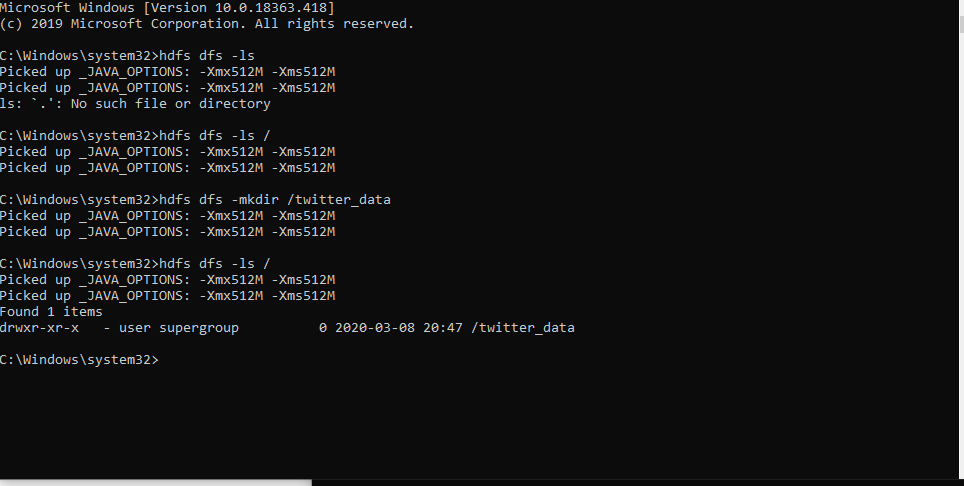 Microsoft Windows [Version 10.0.18363.418]
(c) 2019 Microsoft Corporation. All rights reserved.
C:\Windows\system32>hdfs dfs -ls
Picked up _JAVA_OPTIONS: -Xmx512M -Xms512M
Picked up _JAVA_OPTIONS: -Xmx512M -Xms512M
ls: `.': No such file or directory
C:\Windows\system32>hdfs dfs -ls /
Picked up _JAVA_OPTIONS: -Xmx512M -Xms512M
Picked up _JAVA_OPTIONS: -Xmx512M -Xms512M
C:\Windows\system32>hdfs dfs -mkdir /twitter_data
Picked up _JAVA_OPTIONS: -Xmx512M -Xms512M
Picked up _JAVA_OPTIONS: -Xmx512M -Xms512M
C:\Windows\system32>hdfs dfs -ls /
Picked up _JAVA_OPTIONS: -Xmx512M -Xms512M
Picked up _JAVA_OPTIONS: -Xmx512M -Xms512M
Found 1 items
drwxr-xr-x   - user supergroup          0 2020-03-08 20:47 /twitter_data
C:\Windows\system32>